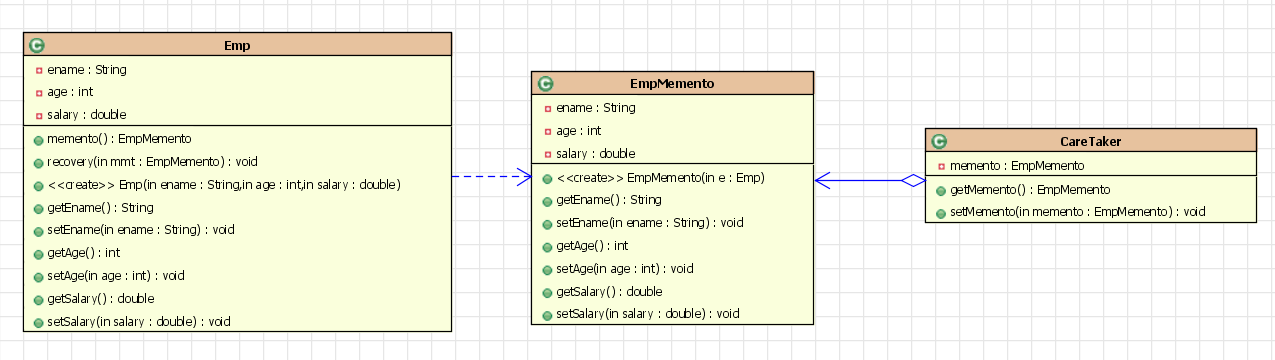 Emp
ename : String
age : int
salary : double
memento() : EmpMemento
recovery(in mmt : EmpMemento) : void
<<create>> Emp(in ename : String,in age : int,in salary : double)
getEname() : String
setEname(in ename : String) : void
getAge() : int
setAge(in age : int) : void
getSalary() : double
setSalary(in salary : double) : void
EmpMemento
ename : String
age : int
salary : double
<<create>> EmpMemento(in e : Emp)
getEname() : String
setEname(in ename : String) : void
getAge() : int
setAge(in age : int) : void
getSalary() : double
setSalary(in salary : double) : void
CareTaker
memento : EmpMemento
getMemento() : EmpMemento
setMemento(in memento : EmpMemento) : void